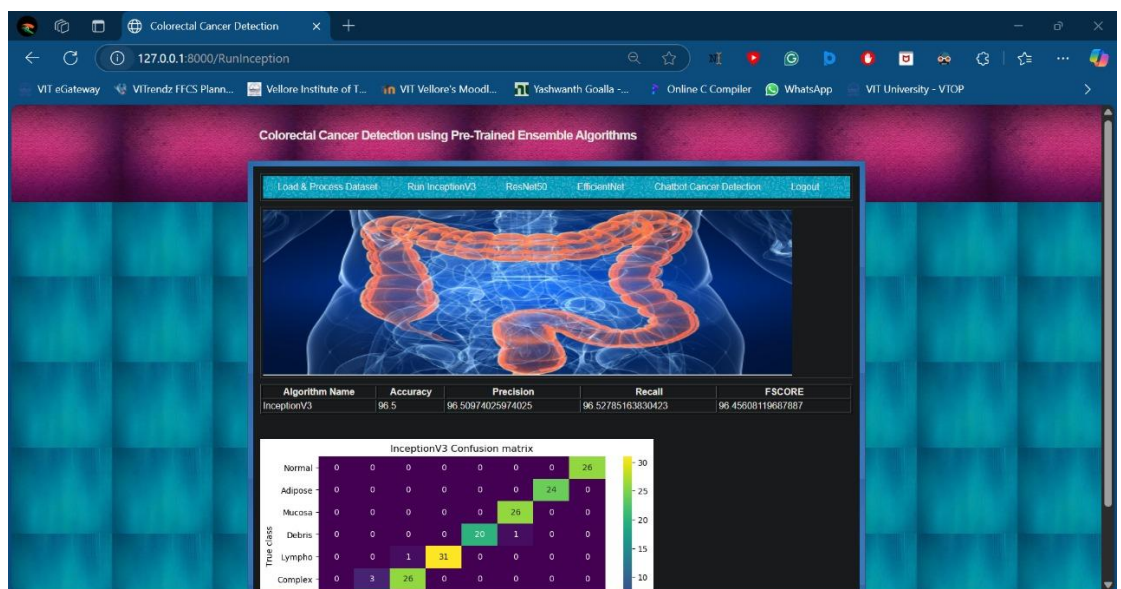 Colorectal Cancer Detection
127.0.0.1:8000/RunInception
VIT eGateway VITrendz FFCS Plann... Vellore Institute of T... VIT Vellore's Moodl... Yashwanth Goalla -... Online C Compiler WhatsApp VIT University - VTOP
Colorectal Cancer Detection using Pre-Trained Ensemble Algorithms
Load & Process Dataset Run InceptionV3 ResNet50 EfficientNet Chatbot Cancer Detection Logout
Algorithm Name Accuracy Precision Recall FSCORE
InceptionV3 96.5 96.50974025974025 96.52785163830423 96.45608119687887
InceptionV3 Confusion matrix
Normal 0 0 0 0 0 0 0 26
Adipose 0 0 0 0 0 0 24 0
Mucosa 0 0 0 0 0 26 0 0
Debris 0 0 0 0 20 1 0 0
Lympho 0 0 1 31 0 0 0 0
Complex 0 3 26 0 0 0 0 0
True class
30
25
20
15
10